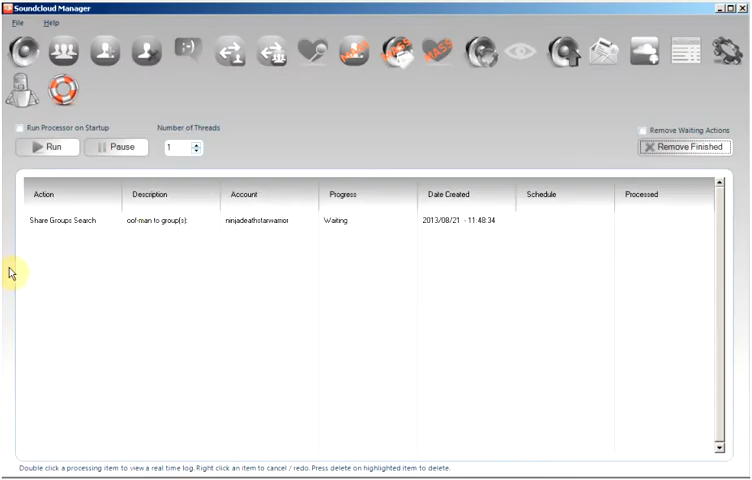 Soundcloud Manager
File Help
MASS MASS MASS
Run Processor on Startup Number of Threads Remove Waiting Actions
Run Pause 1 Remove Finished
Action Description Account Progress Date Created Schedule Processed
Share Groups Search oof-man to group(s): ninjadeathstarwarrior Waiting 2013/08/21 - 11:48:34
Double click a processing item to view a real time log. Right click an item to cancel / redo. Press delete on highlighted item to delete.